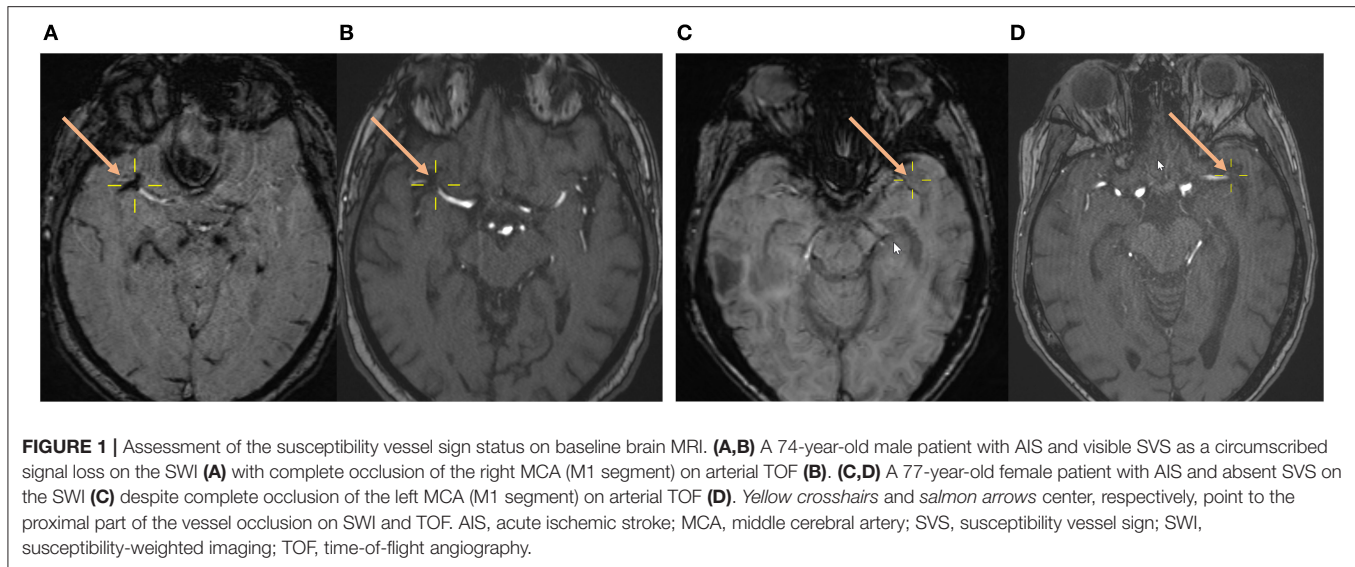 A B C D
FIGURE 1 | Assessment of the susceptibility vessel sign status on baseline brain MRI. (A,B) A 74-year-old male patient with AIS and visible SVS as a circumscribed
signal loss on the SWI (A) with complete occlusion of the right MCA (M1 segment) on arterial TOF (B). (C,D) A 77-year-old female patient with AIS and absent SVS on
the SWI (C) despite complete occlusion of the left MCA (M1 segment) on arterial TOF (D). Yellow crosshairs and salmon arrows center, respectively, point to the
proximal part of the vessel occlusion on SWI and TOF. AIS, acute ischemic stroke; MCA, middle cerebral artery; SVS, susceptibility vessel sign; SWI,
susceptibility-weighted imaging; TOF, time-of-flight angiography.